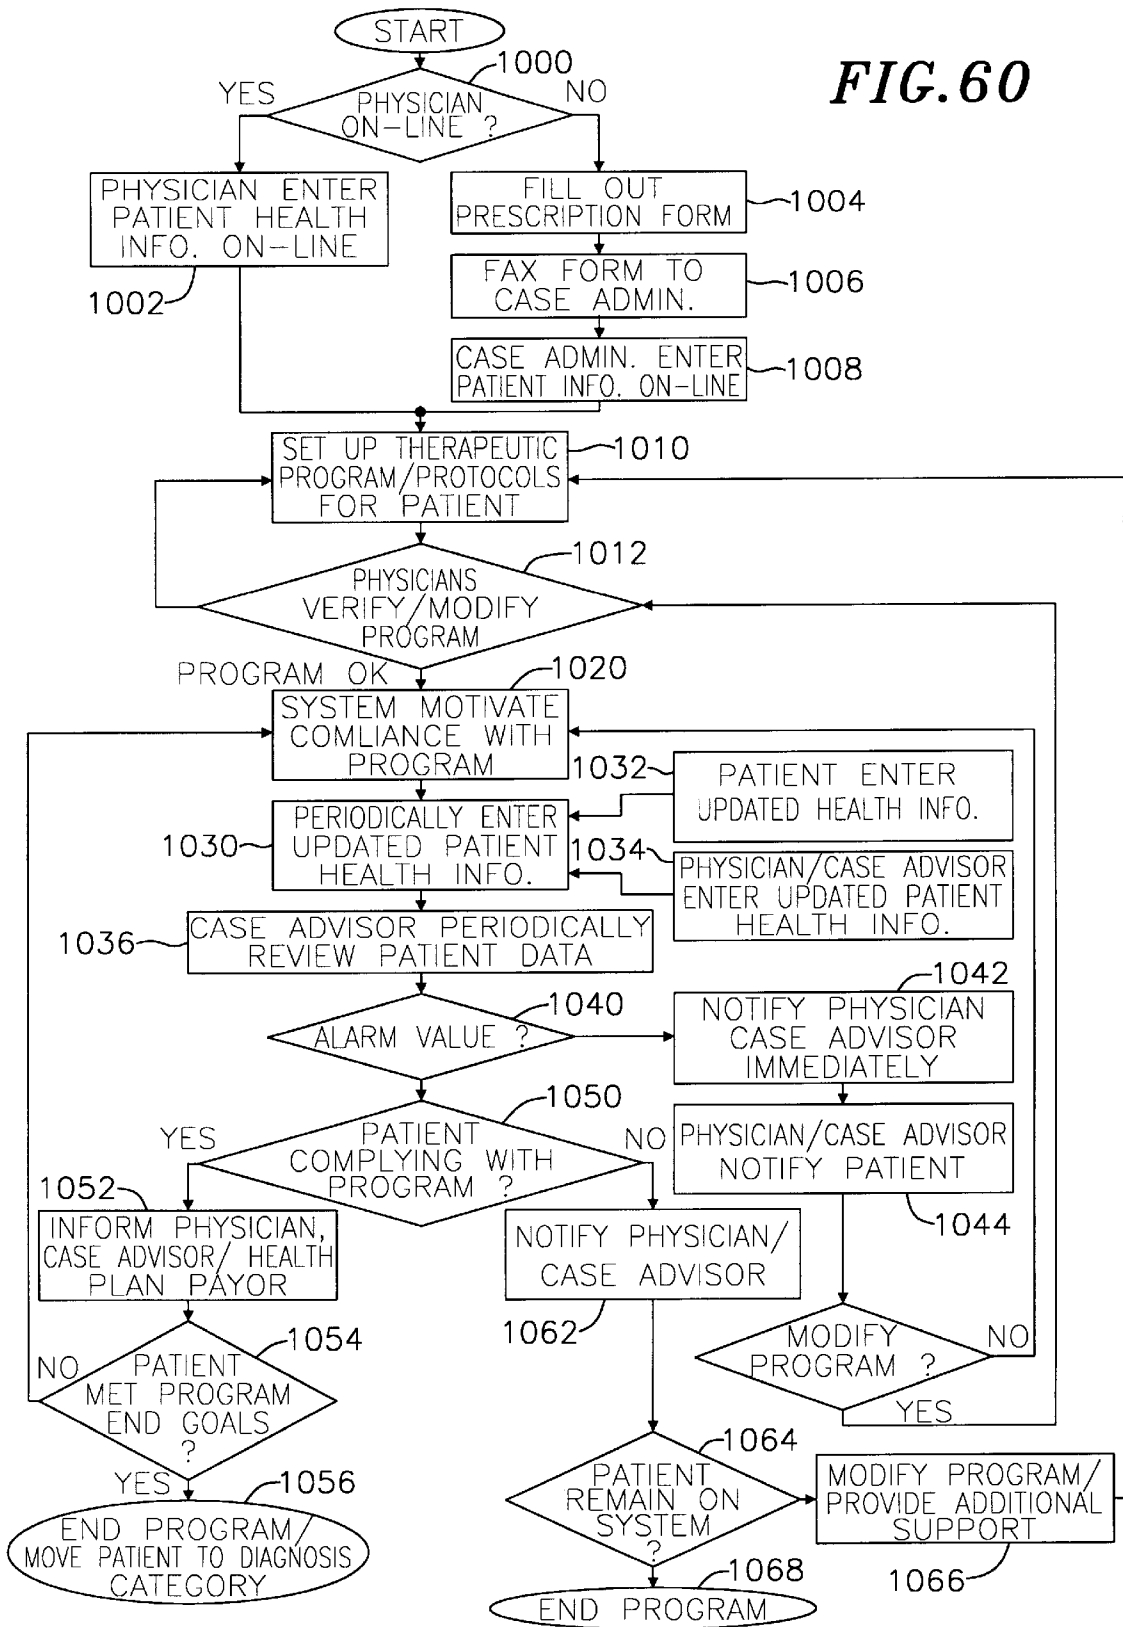 START
FIG.60
1000
YES
NO
PHYSICIAN
ON-LINE ?
PHYSICIAN ENTER
PATIENT HEALTH
INFO. ON-LINE
1002
FILL OUT
PRESCRIPTION FORM
1004
FAX FORM TO
CASE ADMIN.
1006
CASE ADMIN. ENTER
PATIENT INFO. ON-LINE
1008
SET UP THERAPEUTIC
PROGRAM/PROTOCOLS
FOR PATIENT
1010
1012
PHYSICIANS
VERIFY/MODIFY
PROGRAM
PROGRAM OK
1020
SYSTEM MOTIVATE
COMLIANCE WITH
PROGRAM
1032
PATIENT ENTER
UPDATED HEALTH INFO.
1030
PERIODICALLY ENTER
UPDATED PATIENT
HEALTH INFO.
1034
PHYSICIAN/CASE ADVISOR
ENTER UPDATED PATIENT
HEALTH INFO.
1036
CASE ADVISOR PERIODICALLY
REVIEW PATIENT DATA
1040
ALARM VALUE ?
1042
NOTIFY PHYSICIAN
CASE ADVISOR
IMMEDIATELY
1050
YES
NO
PATIENT
COMPLYING WITH
PROGRAM ?
PHYSICIAN/CASE ADVISOR
NOTIFY PATIENT
1044
1052
INFORM PHYSICIAN,
CASE ADVISOR/ HEALTH
PLAN PAYOR
NOTIFY PHYSICIAN/
CASE ADVISOR
1062
MODIFY
PROGRAM ?
NO
YES
1054
NO
PATIENT
MET PROGRAM
END GOALS
?
YES
1056
END PROGRAM/
MOVE PATIENT TO DIAGNOSIS
CATEGORY
1064
PATIENT
REMAIN ON
SYSTEM
?
MODIFY PROGRAM/
PROVIDE ADDITIONAL
SUPPORT
1066
1068
END PROGRAM